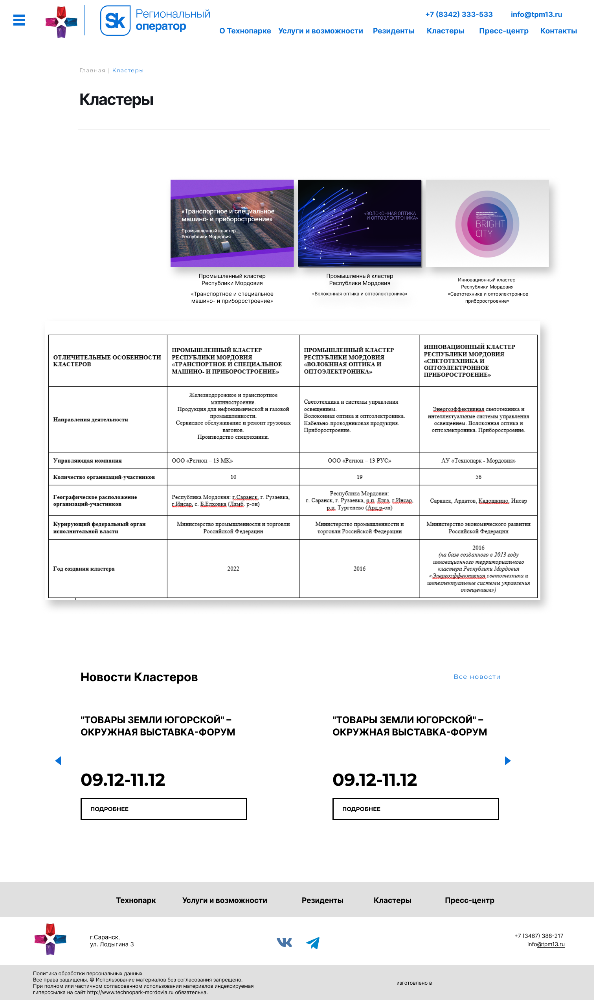 Sk Региональный
оператор
+7 (8342) 333-533 info@tpm13.ru
О Технопарке Услуги и возможности Резиденты Кластеры Пресс-центр Контакты
Главная | Кластеры
Кластеры
«Транспортное и специальное
машино- и приборостроение»
Промышленный кластер
Республики Мордовия
«ВОЛОКОННАЯ ОПТИКА
И ОПТОЭЛЕКТРОНИКА»
ИННОВАЦИОННЫЙ КЛАСТЕР
РЕСПУБЛИКИ МОРДОВИЯ
«СВЕТОТЕХНИКА И ОПТОЭЛЕКТРОННОЕ
ПРИБОРОСТРОЕНИЕ»
BRIGHT
CITY
Промышленный кластер
Республики Мордовия
«Транспортное и специальное
машино- и приборостроение»
Промышленный кластер
Республики Мордовия
«Волоконная оптика и оптоэлектроника»
Инновационный кластер
Республики Мордовия
«Светотехника и оптоэлектронное
приборостроение»
ОТЛИЧИТЕЛЬНЫЕ ОСОБЕННОСТИ
КЛАСТЕРОВ
ПРОМЫШЛЕННЫЙ КЛАСТЕР
РЕСПУБЛИКИ МОРДОВИЯ
«ТРАНСПОРТНОЕ И СПЕЦИАЛЬНОЕ
МАШИНО- И ПРИБОРОСТРОЕНИЕ»
ПРОМЫШЛЕННЫЙ КЛАСТЕР
РЕСПУБЛИКИ МОРДОВИЯ
«ВОЛОКННАЯ ОПТИКА И
ОПТОЭЛЕКТРОНИКА»
ИННОВАЦИОННЫЙ КЛАСТЕР
РЕСПУБЛИКИ МОРДОВИЯ
«СВЕТОТЕХНИКА И
ОПТОЭЛЕКТРОННОЕ
ПРИБОРОСТРОЕНИЕ»
Направления деятельности
Железнодорожное и транспортное
машиностроение.
Продукция для нефтехимической и газовой
промышленности.
Сервисное обслуживание и ремонт грузовых
вагонов.
Производство спецтехники.
Светотехника и системы управления
освещением.
Волоконная оптика и оптоэлектроника.
Кабельно-проводниковая продукция.
Приборостроение.
Энергоэффективная светотехника и
интеллектуальные системы управления
освещением. Волоконная оптика и
оптоэлектроника. Приборостроение.
Управляющая компания
ООО «Регион – 13 МК»
ООО «Регион – 13 РУС»
АУ «Технопарк - Мордовия»
Количество организаций-участников
10
19
56
Географическое расположение
организаций-участников
Республика Мордовия: г.Саранск, г. Рузаевка,
г.Инсар, с. Б.Елховка (Лямб. р-он)
Республика Мордовия:
г. Саранск, г. Рузаевка, р.п. Ялга, г.Инсар,
р.п. Тургенево (Ард.р-он)
Саранск, Ардатов, Кадошкино, Инсар
Курирующий федеральный орган
исполнительной власти
Министерство промышленности и торговли
Российской Федерации
Министерство промышленности и
торговли Российской Федерации
Министерство экономического развития
Российской Федерации
Год создания кластера
2022
2016
2016
(на базе созданного в 2013 году
инновационного территориального
кластера Республики Мордовия
«Энергоэффективная светотехника и
интеллектуальные системы управления
освещением»)
Новости Кластеров
Все новости
"ТОВАРЫ ЗЕМЛИ ЮГОРСКОЙ" –
ОКРУЖНАЯ ВЫСТАВКА-ФОРУМ
09.12-11.12
ПОДРОБНЕЕ
"ТОВАРЫ ЗЕМЛИ ЮГОРСКОЙ" –
ОКРУЖНАЯ ВЫСТАВКА-ФОРУМ
09.12-11.12
ПОДРОБНЕЕ
Технопарк Услуги и возможности Резиденты Кластеры Пресс-центр
г.Саранск,
ул. Лодыгина 3
+7 (3467) 388-217
info@tpm13.ru
Политика обработки персональных данных
Все права защищены. © Использование материалов без согласования запрещено.
При полном или частичном согласованном использовании материалов индексируемая
гиперссылка на сайт http://www.technopark-mordovia.ru обязательна.
изготовлено в